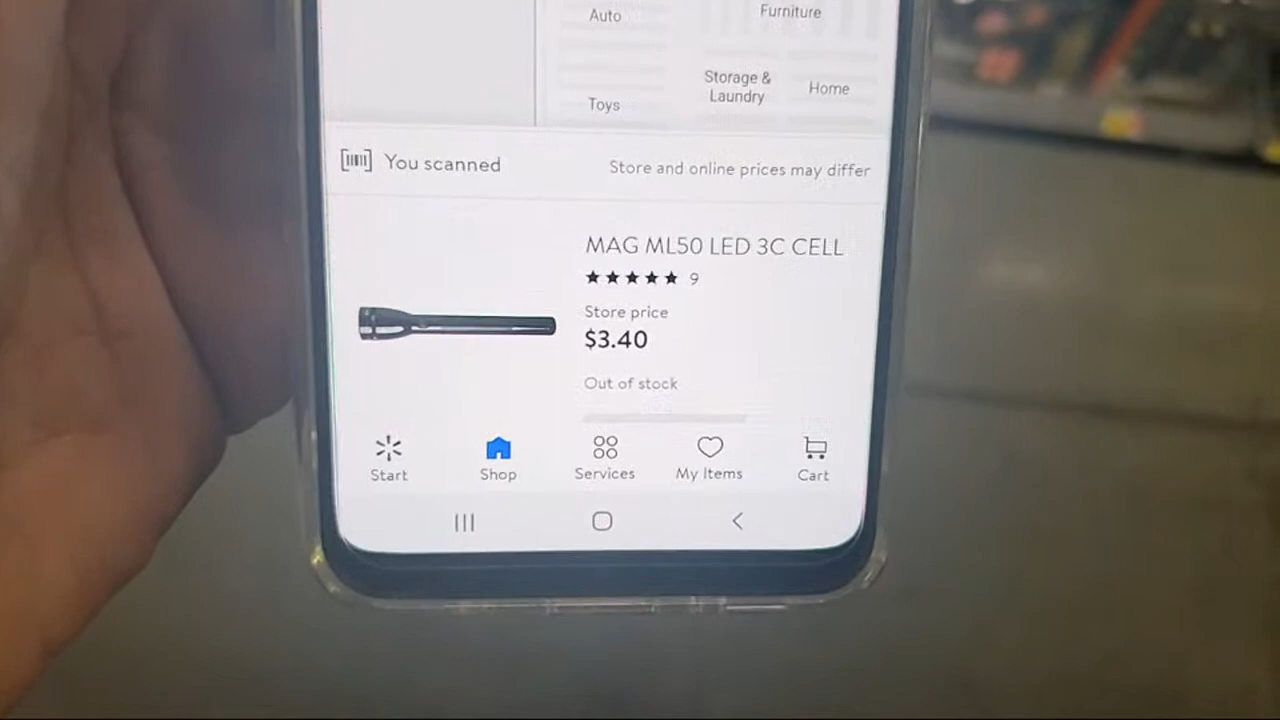 Auto
Furniture
Storage &
Laundry
Home
Toys
You scanned
Store and online prices may differ
MAG ML50 LED 3C CELL
9
Store price
$3.40
Out of stock
Start
Shop
Services
My Items
Cart